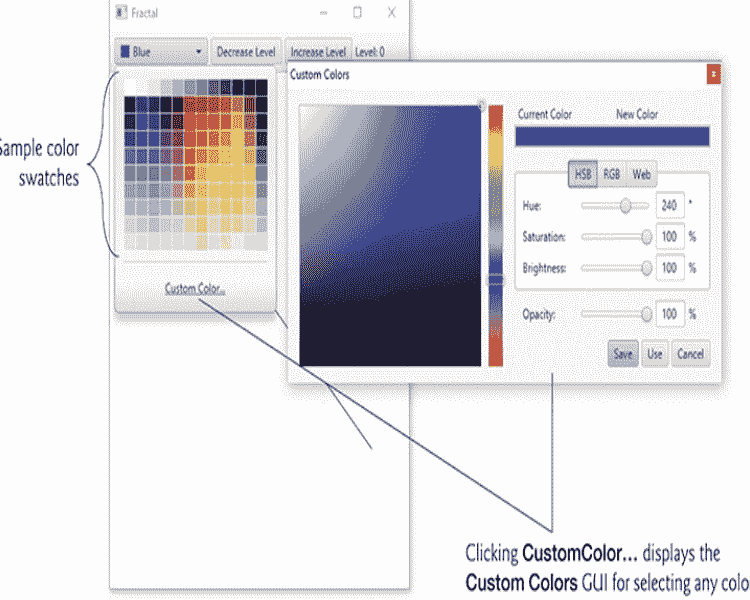 Fractal
Blue
Decrease Level
Increase Level
Level: 0
Custom Colors
Sample color
swatches
Custom Color...
Current Color
New Color
HSB
RGB
Web
Hue:
240
°
Saturation:
100
%
Brightness:
100
%
Opacity:
100
%
Save
Use
Cancel
Clicking CustomColor... displays the
Custom Colors GUI for selecting any colo